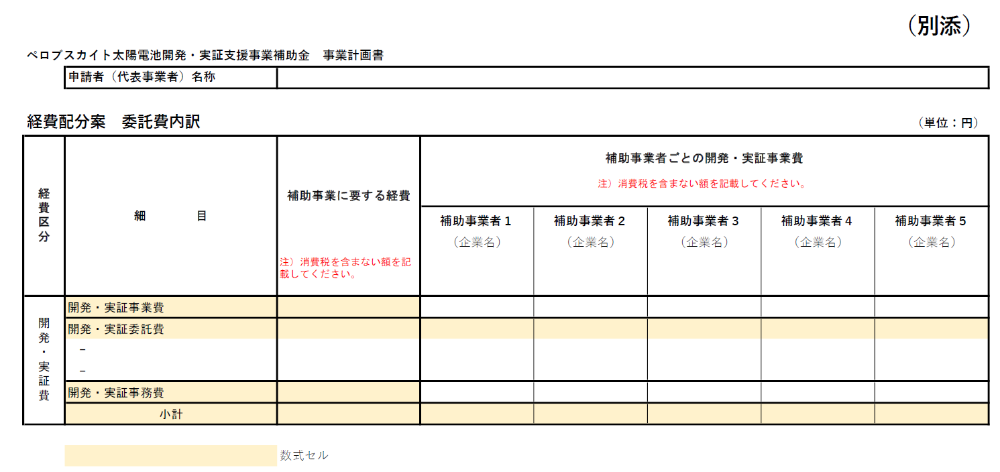 （別添）
ペロブスカイト太陽電池開発・実証支援事業補助金　事業計画書
申請者（代表事業者）名称
経費配分案　委託費内訳
（単位：円）
経費区分
細　　　　目
補助事業に要する経費
注）消費税を含まない額を記
載してください。
補助事業者ごとの開発・実証事業費
注）消費税を含まない額を記載してください。
補助事業者１
（企業名）
補助事業者２
（企業名）
補助事業者３
（企業名）
補助事業者４
（企業名）
補助事業者５
（企業名）
開発・実証費
開発・実証事業費
開発・実証委託費
－
－
開発・実証事務費
小計
数式セル